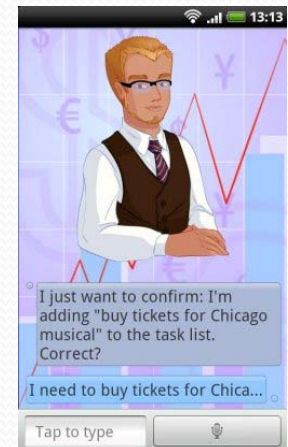 13:13
I just want to confirm: I'm
adding "buy tickets for Chicago
musical" to the task list.
Correct?
I need to buy tickets for Chica...
Tap to type